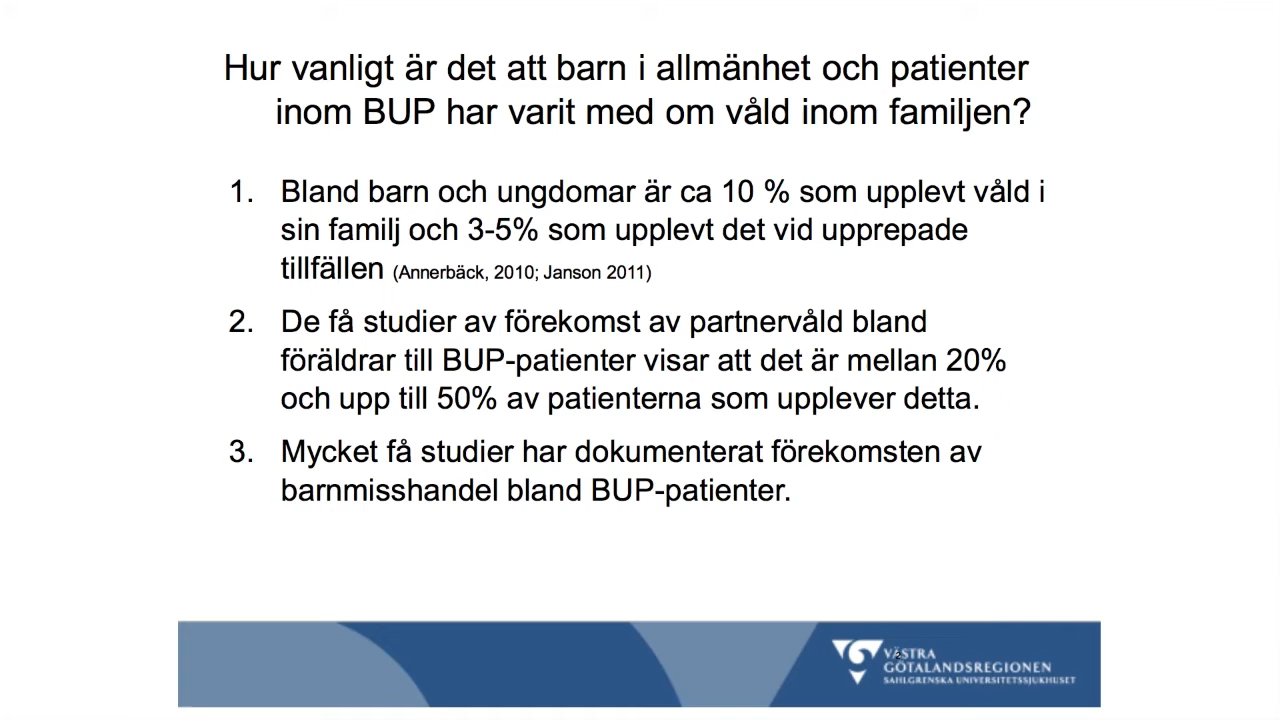 Hur vanligt är det att barn i allmänhet och patienter
inom BUP har varit med om våld inom familjen?
1. Bland barn och ungdomar är ca 10 % som upplevt våld i
sin familj och 3-5% som upplevt det vid upprepade
tillfällen (Annerbäck, 2010; Janson 2011)
2. De få studier av förekomst av partnervåld bland
föräldrar till BUP-patienter visar att det är mellan 20%
och upp till 50% av patienterna som upplever detta.
3. Mycket få studier har dokumenterat förekomsten av
barnmisshandel bland BUP-patienter.
VÄSTRA
GÖTALANDSREGIONEN
SAHLGRENSKA UNIVERSITETSSJUKHUSET